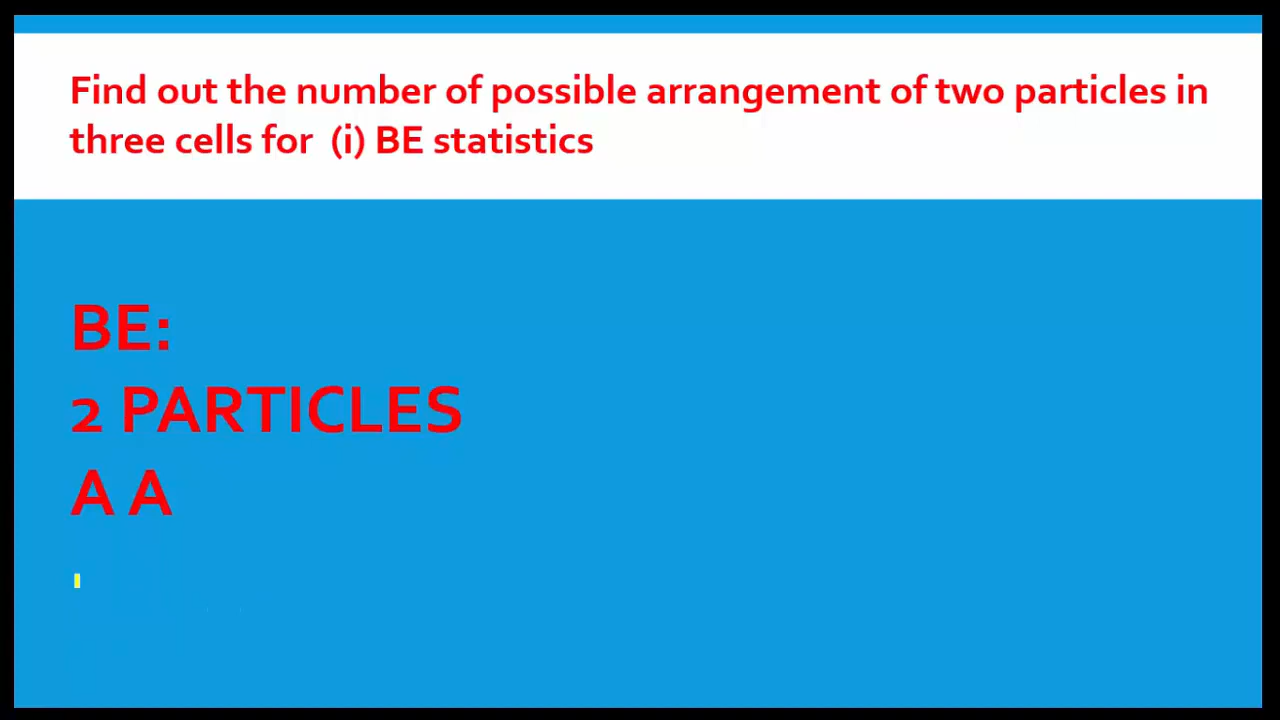 Find out the number of possible arrangement of two particles in
three cells for (i) BE statistics
BE:
2 PARTICLES
A A